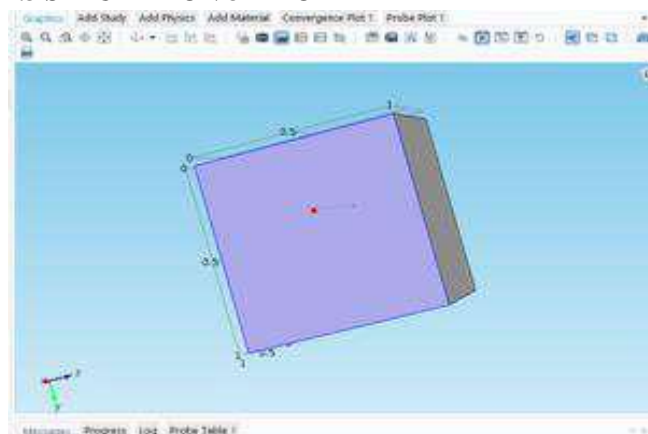 Graphics Add Study Add Physics Add Material Convergence Plot 1 Probe Plot 1
1
0.5
0
0
0.5
1
1
0.5
z
y
Messages Progress Log Probe Table 1